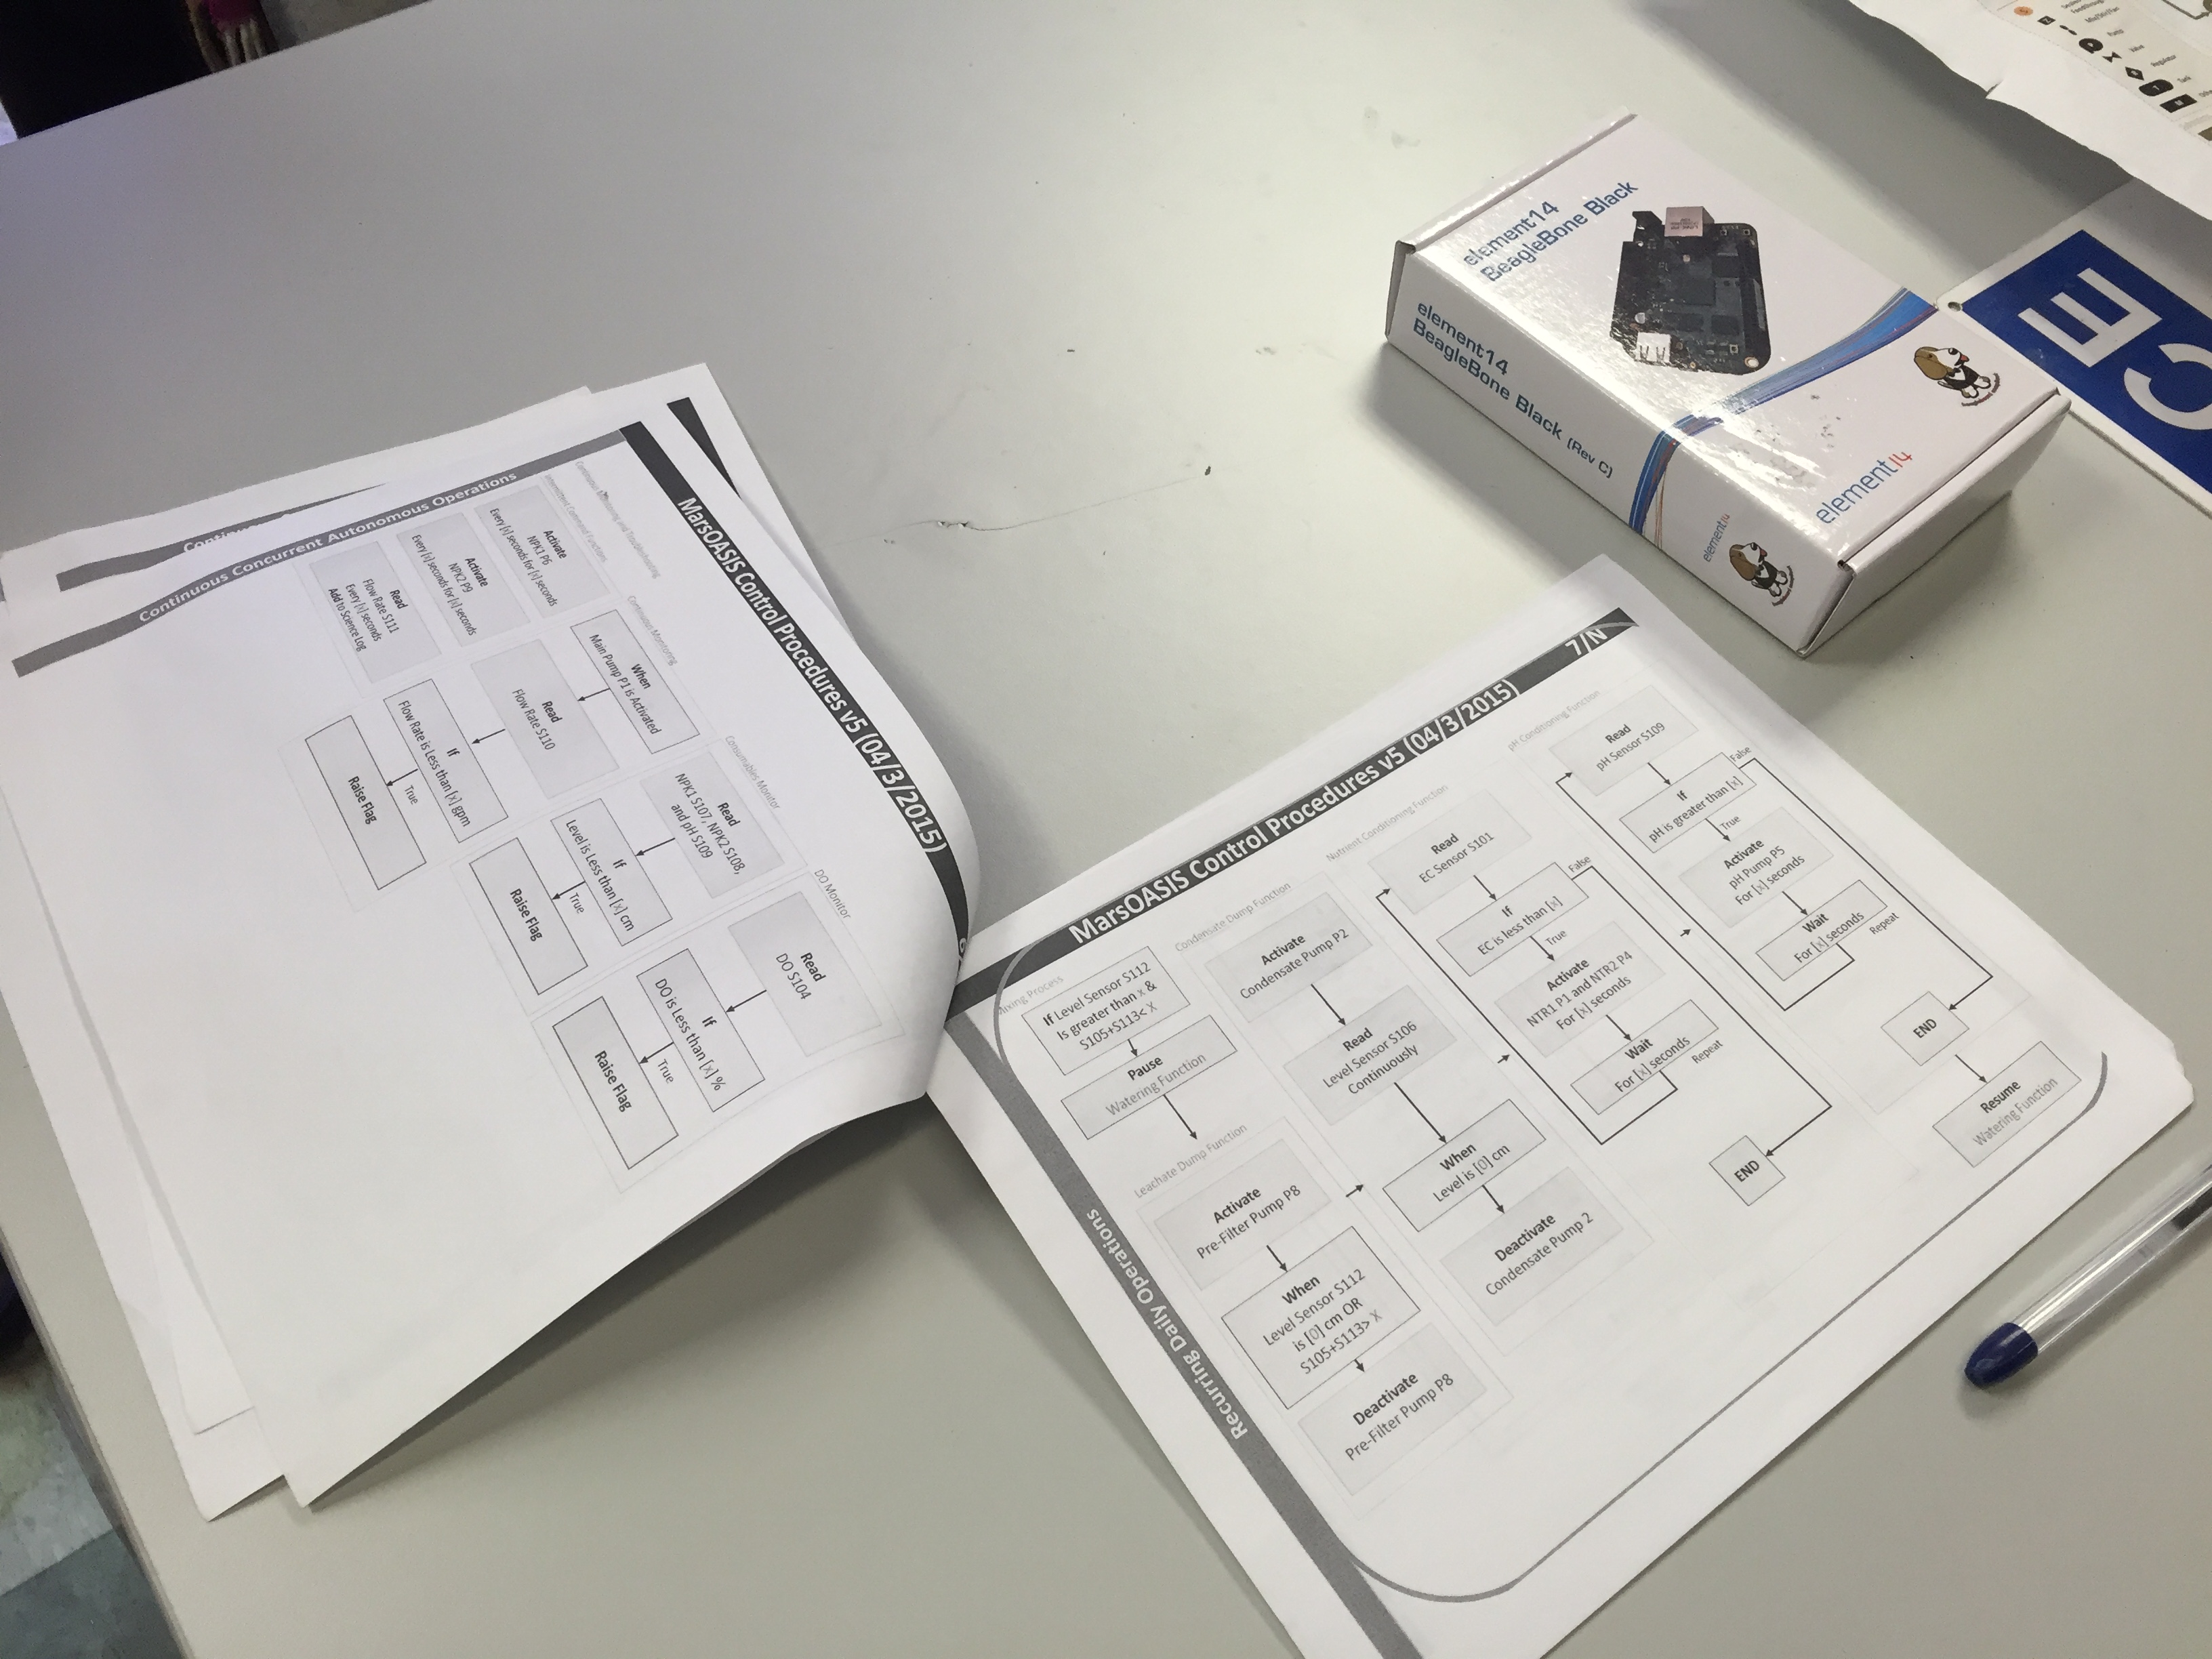 MarsOASIS Control Procedures v5 (04/3/2015)
Continuous Concurrent Autonomous Operations
Continuous Monitoring and Troubleshooting
Intermittent Command Functions
Activate
NPK1 P6
Every [x] seconds for [x] seconds
Activate
NPK2 P9
Every [x] seconds for [x] seconds
Read
Flow Rate S111
Every [x] seconds
Add to Science Log
Continuous Monitoring
When
Main Pump P1 is Activated
Read
Flow Rate S110
If
Flow Rate is Less than [x] gpm
True
Raise Flag
Consumables Monitor
Read
NPK1 S107, NPK2 S108,
and pH S109
If
Level is Less than [x] cm
True
Raise Flag
DO Monitor
Read
DO S104
If
DO is Less than [x] %
True
Raise Flag
MarsOASIS Control Procedures v5 (04/3/2015)
7/N
Recurring Daily Operations
Mixing Process
If Level Sensor S112
Is greater than x &
S105+S113< X
Pause
Watering Function
Leachate Dump Function
Activate
Pre-Filter Pump P8
When
Level Sensor S112
is [0] cm OR
S105+S113> X
Deactivate
Pre-Filter Pump P8
Condensate Dump Function
Activate
Condensate Pump P2
Read
Level Sensor S106
Continuously
When
Level is [0] cm
Deactivate
Condensate Pump 2
Nutrient Conditioning Function
Read
EC Sensor S101
If
EC is less than [x]
False
True
Activate
NTR1 P1 and NTR2 P4
For [x] seconds
Wait
For [x] seconds
Repeat
END
pH Conditioning Function
Read
pH Sensor S109
If
pH is greater than [x]
False
True
Activate
pH Pump P5
For [x] seconds
Wait
For [x] seconds
Repeat
END
Resume
Watering Function
element14
BeagleBone Black
element14
BeagleBone Black (Rev C)
element14
element14
EC